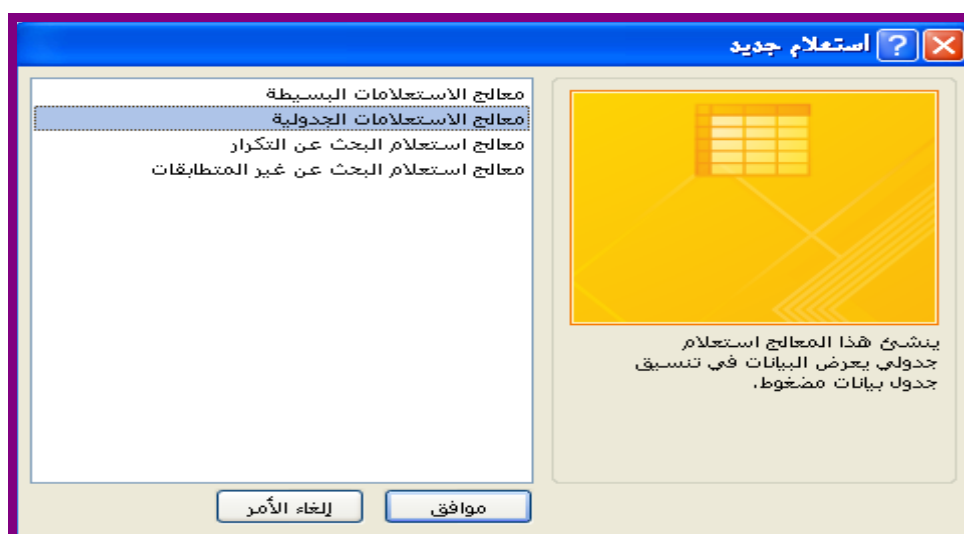 استعلام جديد
معالج الاستعلامات البسيطة
معالج الاستعلامات الجدولية
معالج استعلام البحث عن التكرار
معالج استعلام البحث عن غير المتطابقات
ينشئ هذا المعالج استعلام
جدولي يعرض البيانات في تنسيق
جدول بيانات مضغوط.
موافق
إلغاء الأمر